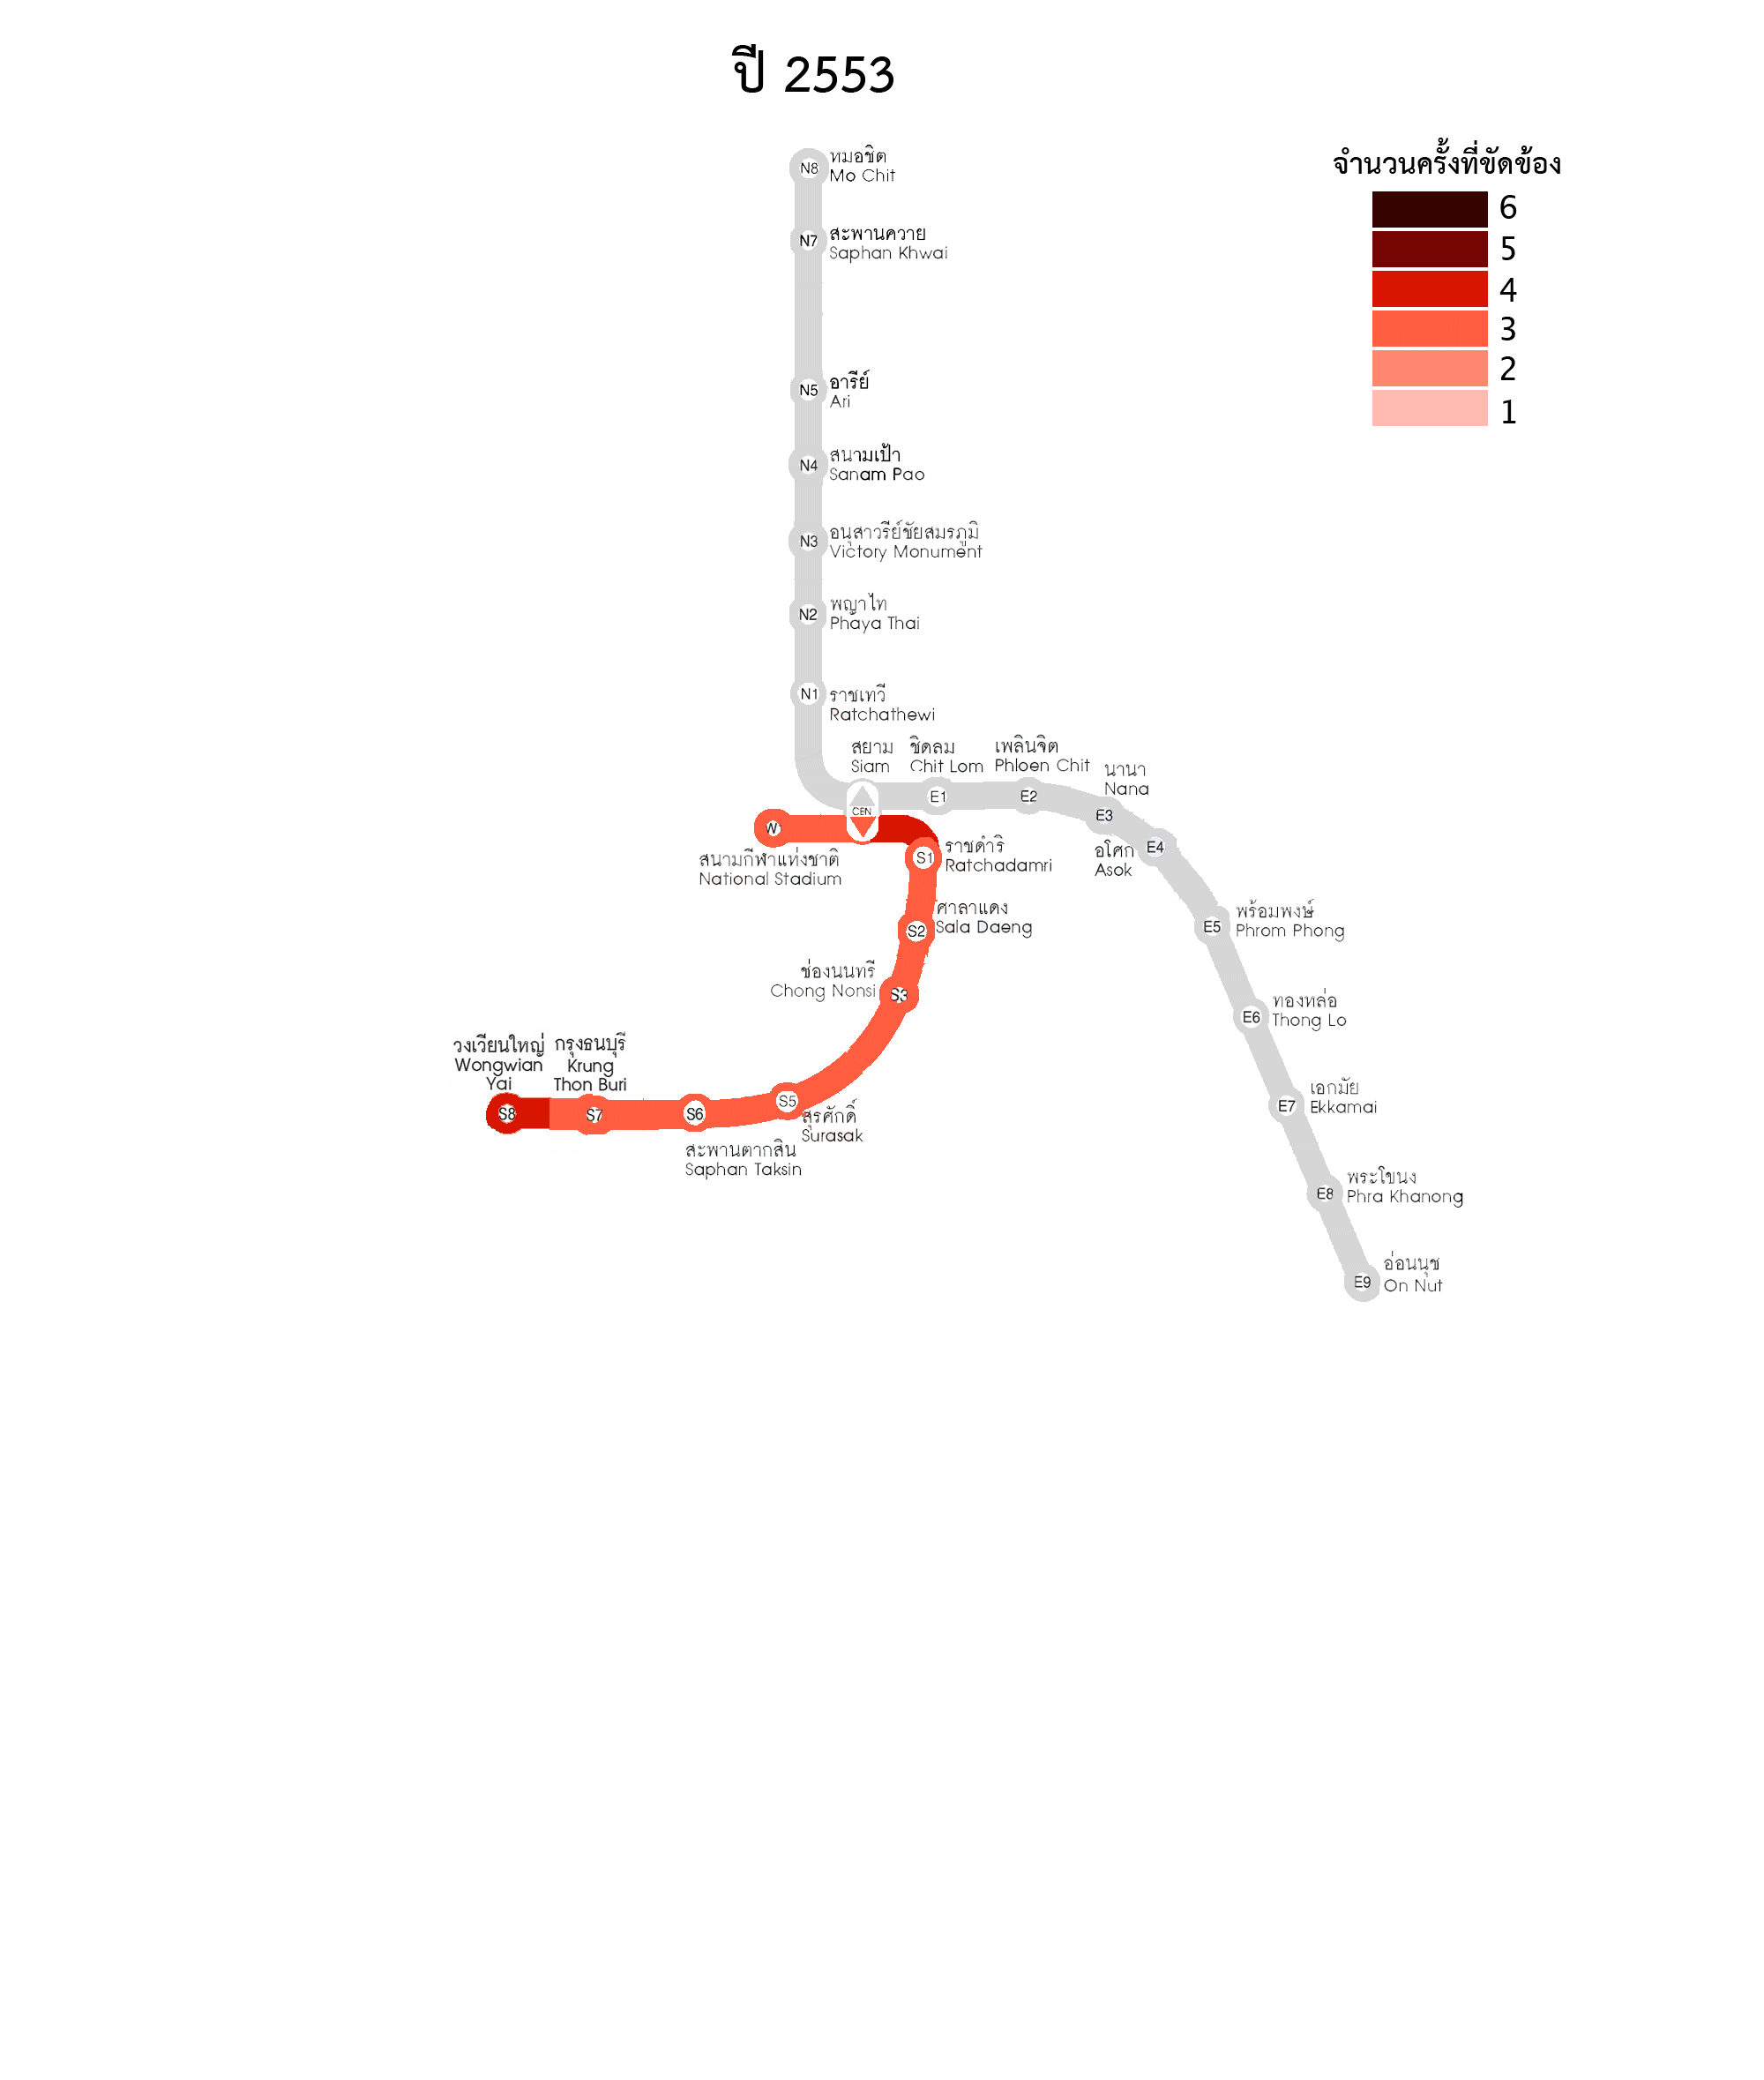 ปี 2553
จำนวนครั้งที่ขัดข้อง
6
5
4
3
2
1
N8
หมอชิต
Mo Chit
N7
สะพานควาย
Saphan Khwai
N5
อารีย์
Ari
N4
สนามเป้า
Sanam Pao
N3
อนุสาวรีย์ชัยสมรภูมิ
Victory Monument
N2
พญาไท
Phaya Thai
N1
ราชเทวี
Ratchathewi
สยาม
Siam
CEN
ชิดลม
Chit Lom
E1
เพลินจิต
Phloen Chit
E2
นานา
Nana
E3
อโศก
Asok
E4
W1
สนามกีฬาแห่งชาติ
National Stadium
S1
ราชดำริ
Ratchadamri
S2
ศาลาแดง
Sala Daeng
ช่องนนทรี
Chong Nonsi
S3
พร้อมพงษ์
Phrom Phong
E5
ทองหล่อ
Thong Lo
E6
วงเวียนใหญ่
Wongwian
Yai
S8
กรุงธนบุรี
Krung
Thon Buri
S7
S6
สะพานตากสิน
Saphan Taksin
S5
สุรศักดิ์
Surasak
E7
เอกมัย
Ekkamai
E8
พระโขนง
Phra Khanong
E9
อ่อนนุช
On Nut